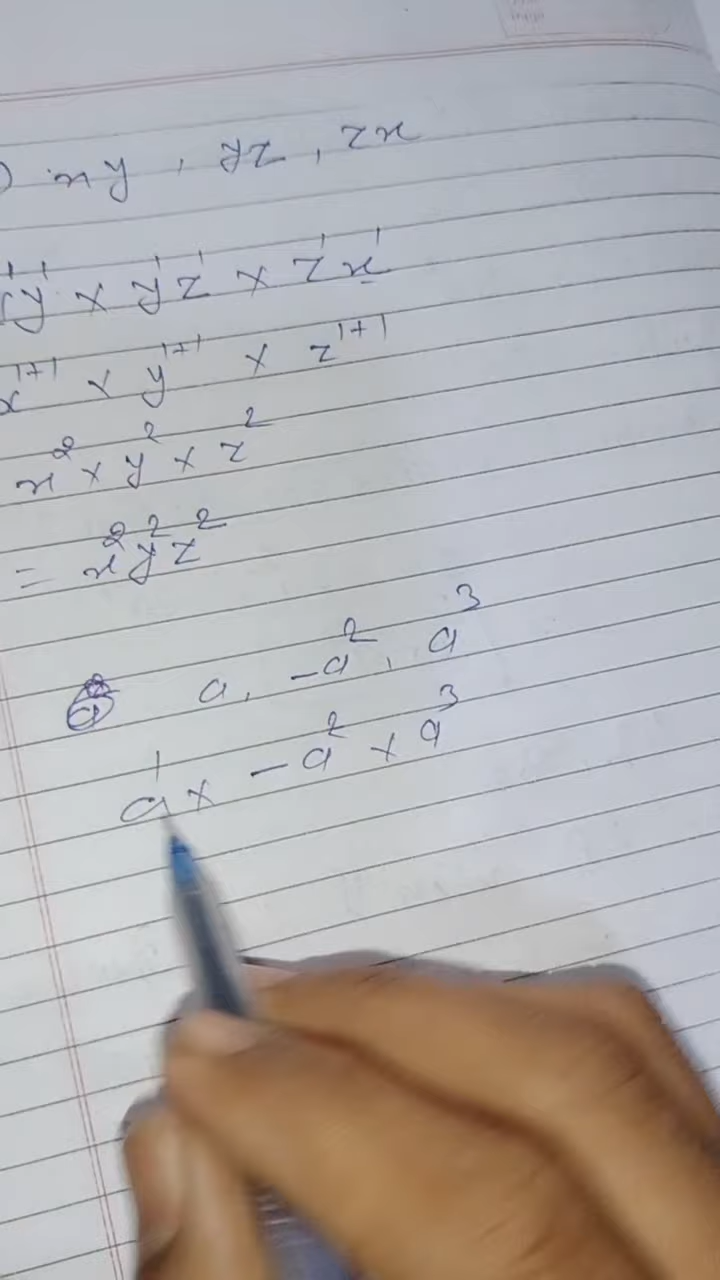 ) xy , yz , zx
x¹y¹ × y¹z¹ × z¹x¹
x¹⁺¹ × y¹⁺¹ × z¹⁺¹
x² × y² × z²
= x²y²z²
a, -a², a³
a¹ × -a² × a³